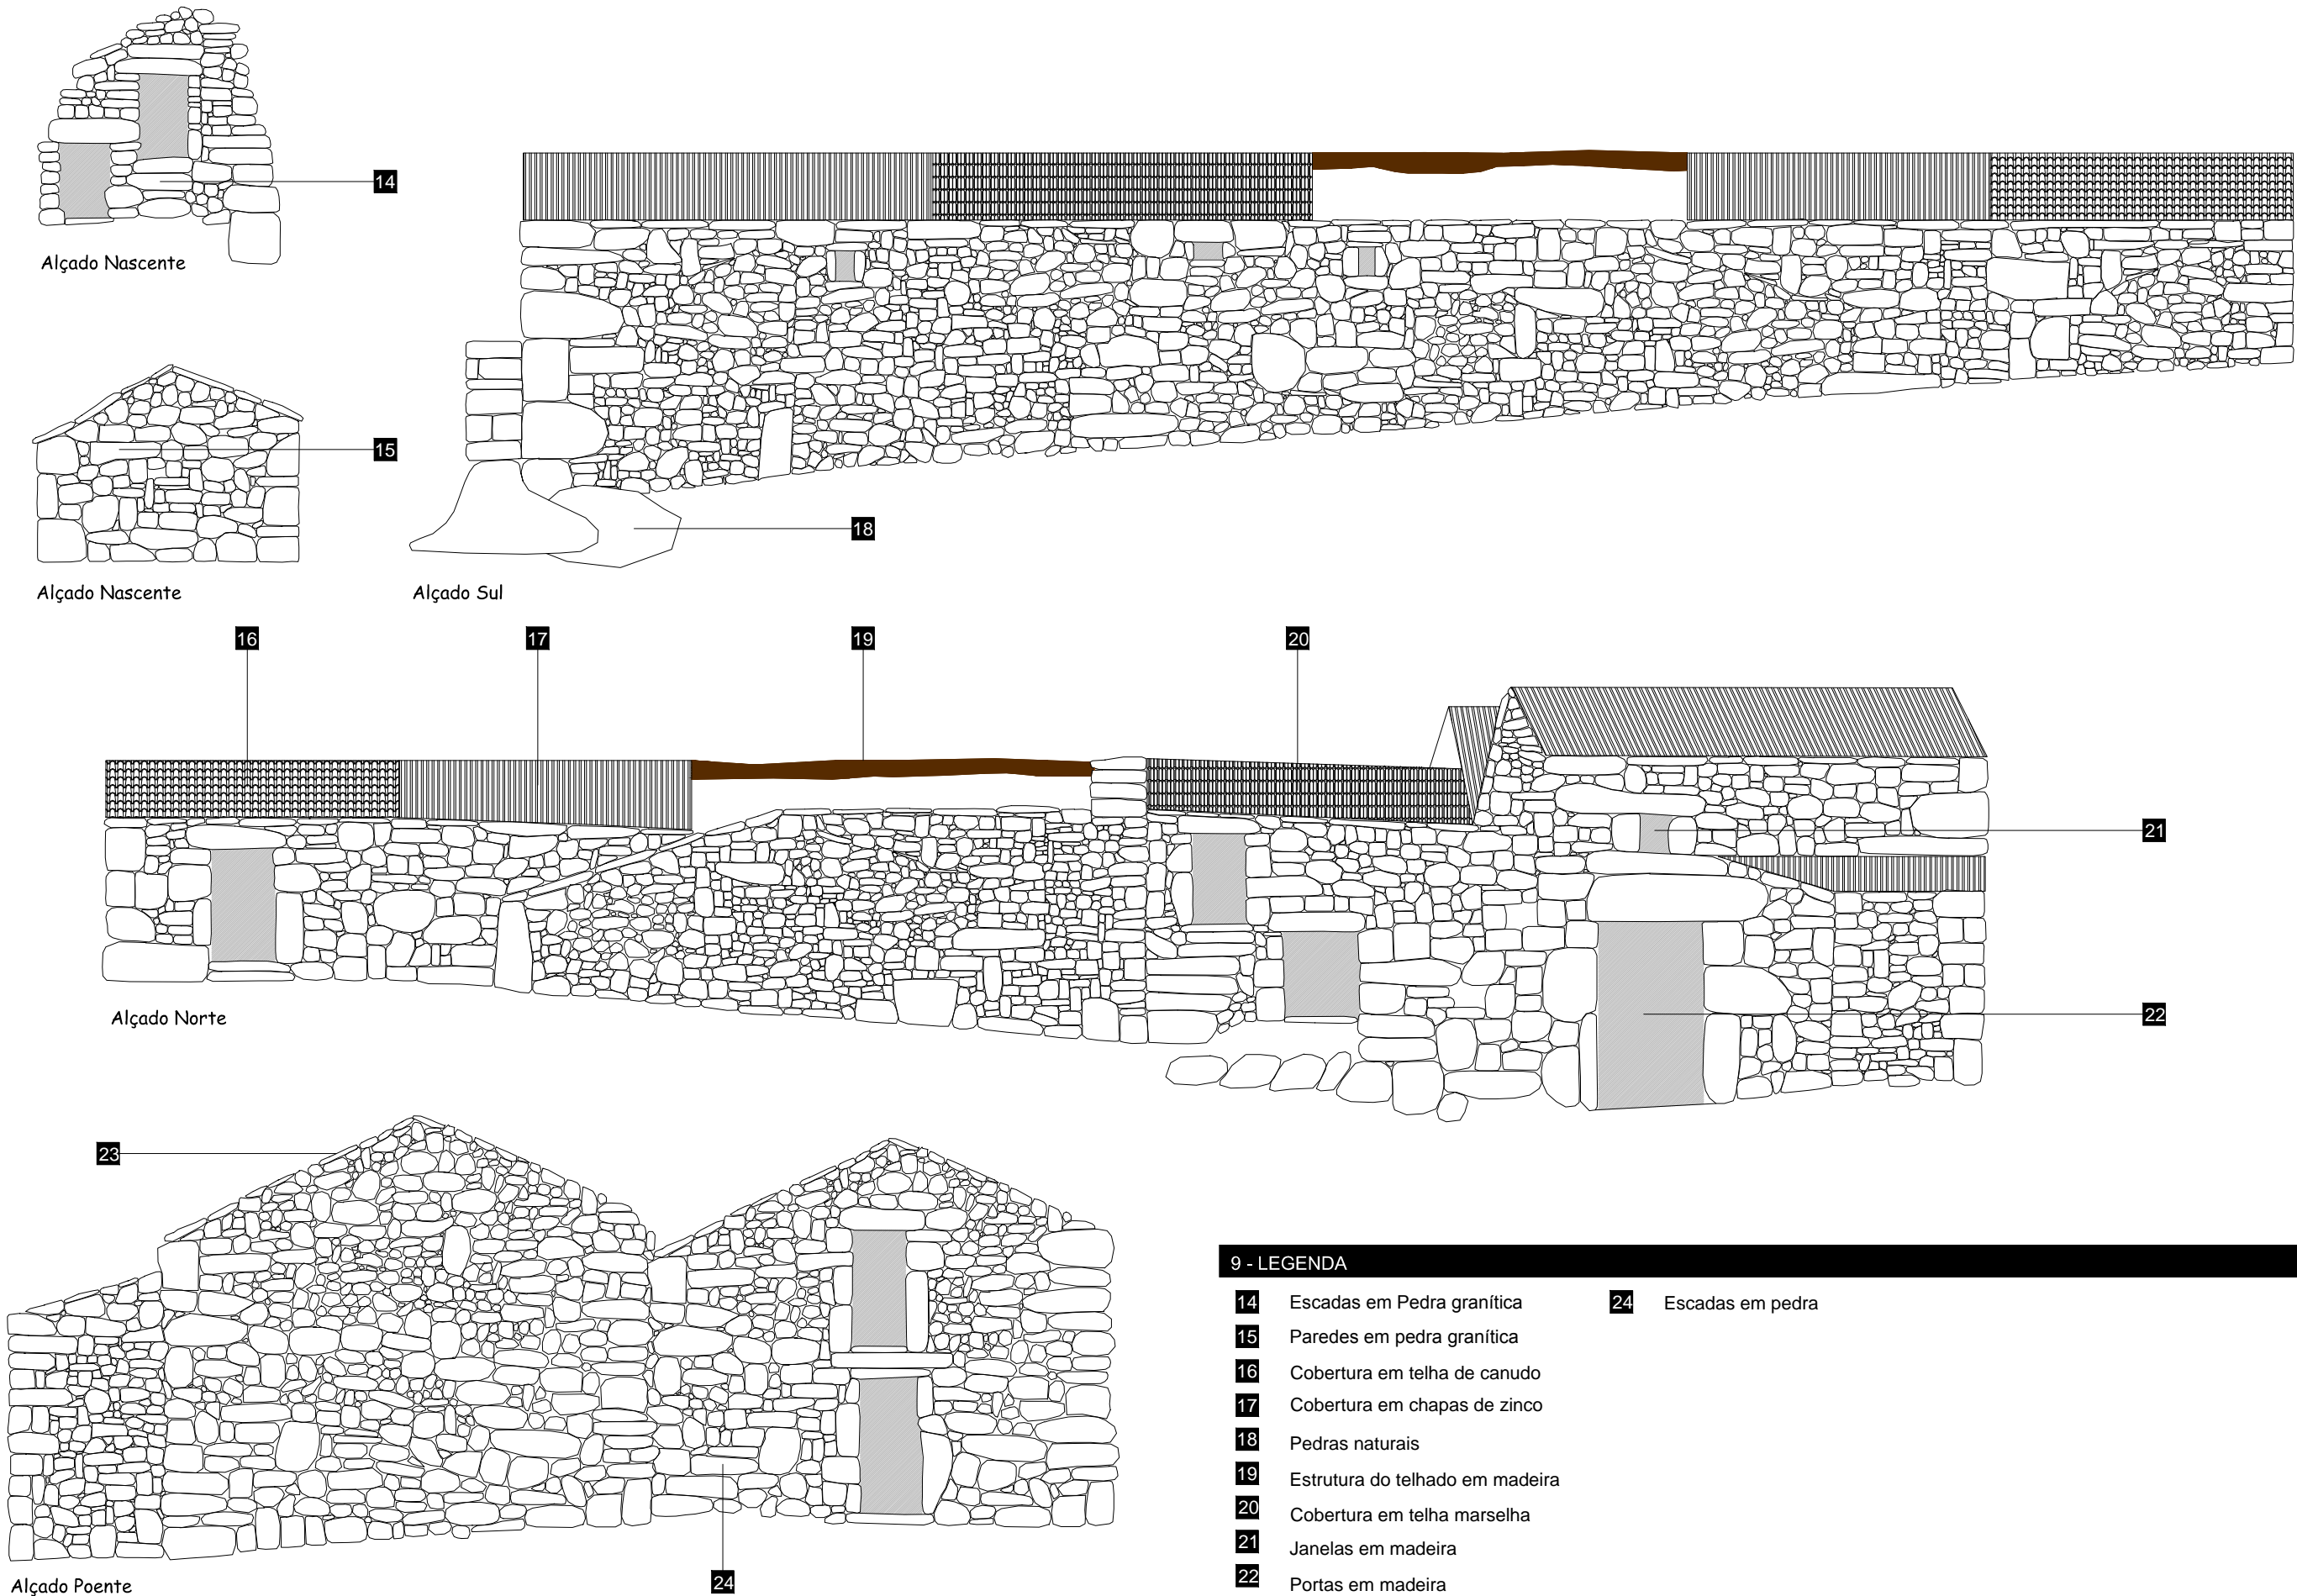 14
Alçado Nascente
15
Alçado Nascente
18
Alçado Sul
16
17
19
20
21
22
Alçado Norte
23
24
Alçado Poente
9 - LEGENDA
14 Escadas em Pedra granítica
15 Paredes em pedra granítica
16 Cobertura em telha de canudo
17 Cobertura em chapas de zinco
18 Pedras naturais
19 Estrutura do telhado em madeira
20 Cobertura em telha marselha
21 Janelas em madeira
22 Portas em madeira
24 Escadas em pedra